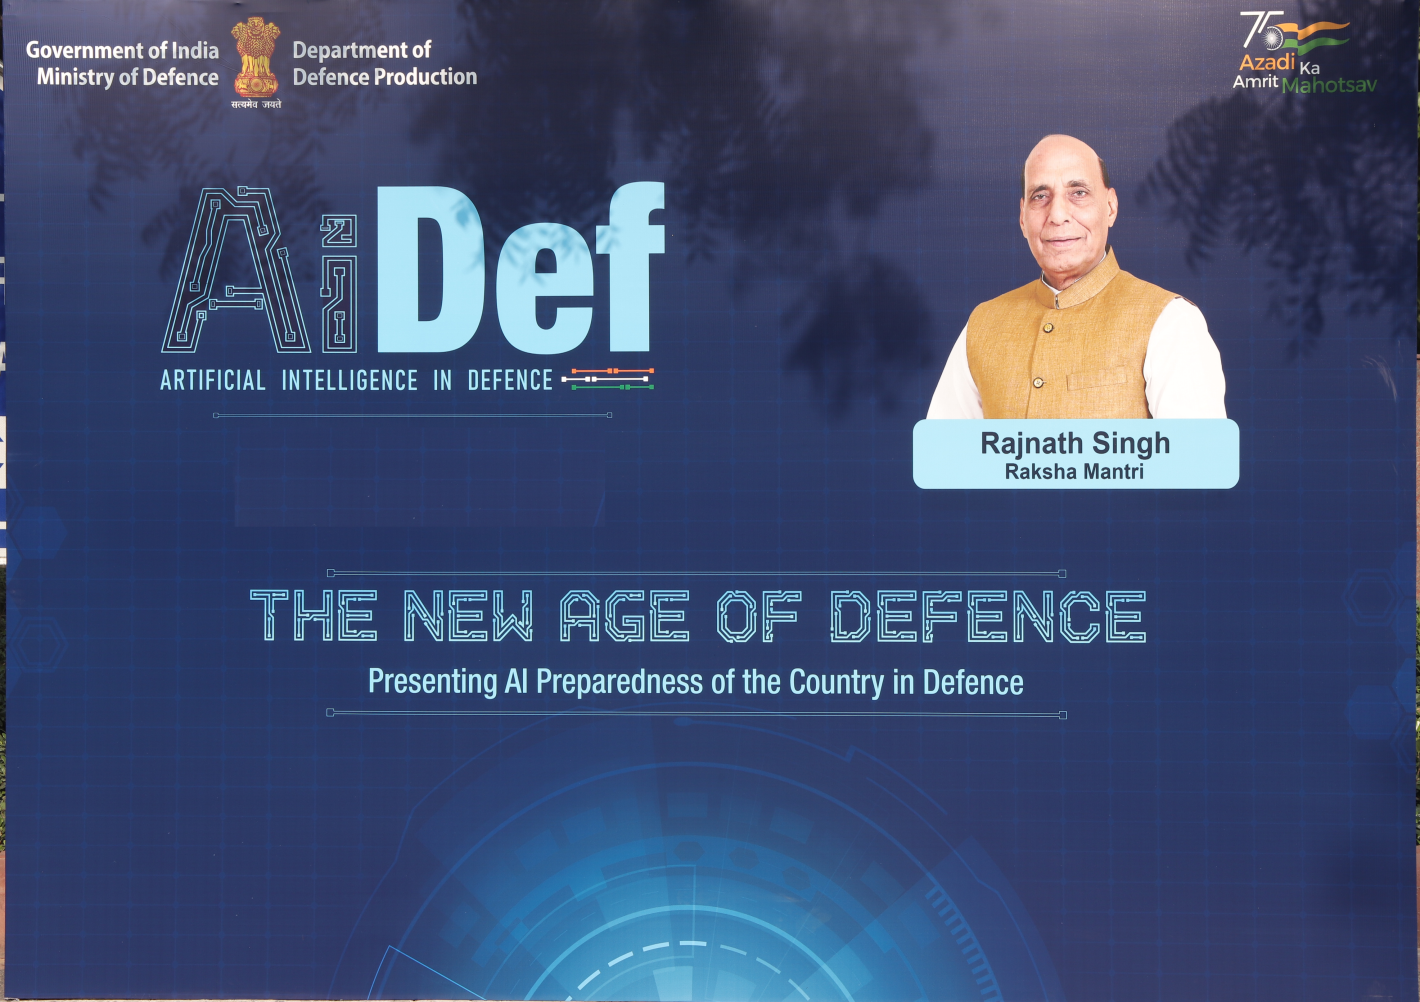 Government of India
Ministry of Defence
सत्यमेव जयते
Department of
Defence Production
75
Azadi Ka
Amrit Mahotsav
AiDef
ARTIFICIAL INTELLIGENCE IN DEFENCE
Rajnath Singh
Raksha Mantri
THE NEW AGE OF DEFENCE
Presenting AI Preparedness of the Country in Defence